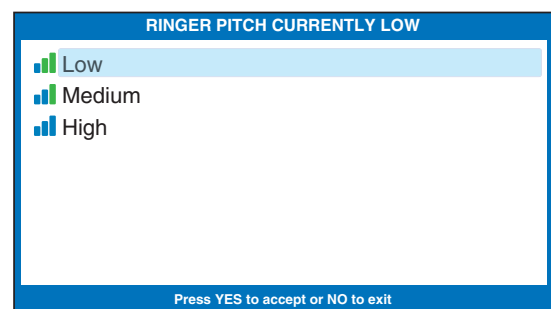 RINGER PITCH CURRENTLY LOW
Low
Medium
High
Press YES to accept or NO to exit